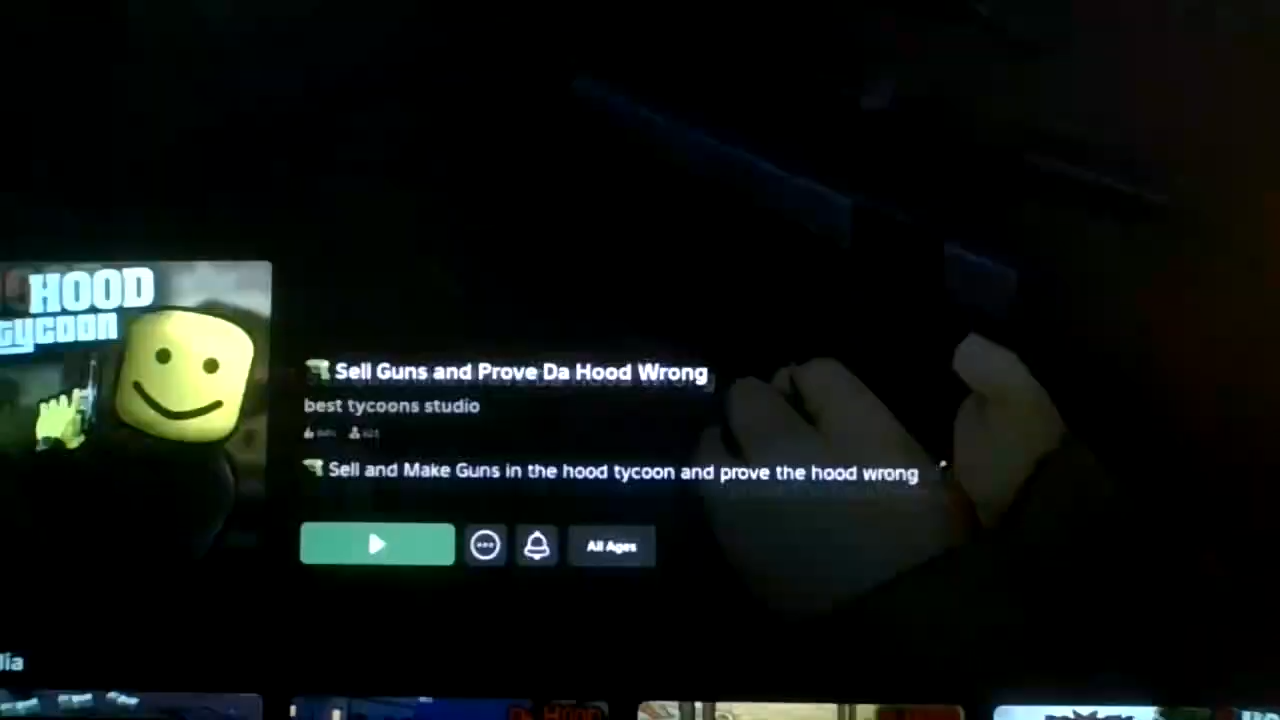 HOOD
tycoon
Sell Guns and Prove Da Hood Wrong
best tycoons studio
Sell and Make Guns in the hood tycoon and prove the hood wrong
All Ages